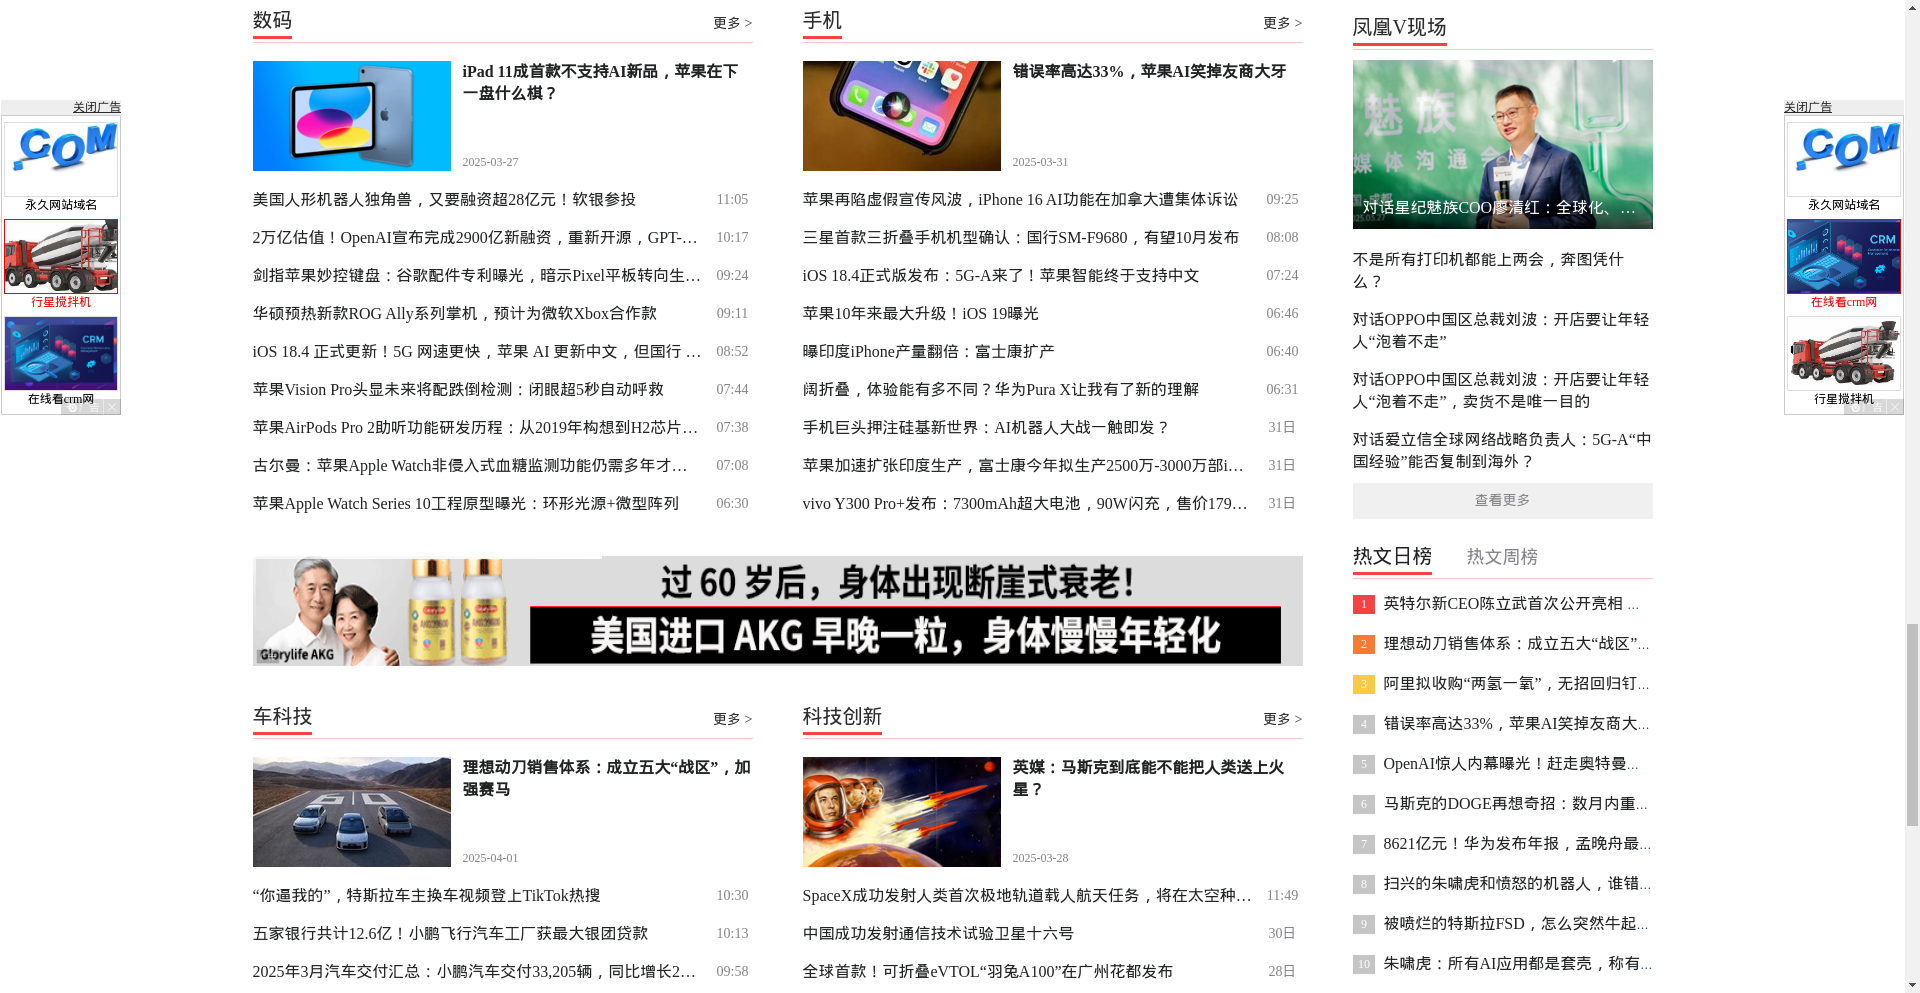 数码
更多 >
iPad 11成首款不支持AI新品，苹果在下
一盘什么棋？
2025-03-27
美国人形机器人独角兽，又要融资超28亿元！软银参投
11:05
2万亿估值！OpenAI宣布完成2900亿新融资，重新开源，GPT-…
10:17
剑指苹果妙控键盘：谷歌配件专利曝光，暗示Pixel平板转向生…
09:24
华硕预热新款ROG Ally系列掌机，预计为微软Xbox合作款
09:11
iOS 18.4 正式更新！5G 网速更快，苹果 AI 更新中文，但国行 …
08:52
苹果Vision Pro头显未来将配跌倒检测：闭眼超5秒自动呼救
07:44
苹果AirPods Pro 2助听功能研发历程：从2019年构想到H2芯片…
07:38
古尔曼：苹果Apple Watch非侵入式血糖监测功能仍需多年才…
07:08
苹果Apple Watch Series 10工程原型曝光：环形光源+微型阵列
06:30
手机
更多 >
错误率高达33%，苹果AI笑掉友商大牙
2025-03-31
苹果再陷虚假宣传风波，iPhone 16 AI功能在加拿大遭集体诉讼
09:25
三星首款三折叠手机机型确认：国行SM-F9680，有望10月发布
08:08
iOS 18.4正式版发布：5G-A来了！苹果智能终于支持中文
07:24
苹果10年来最大升级！iOS 19曝光
06:46
曝印度iPhone产量翻倍：富士康扩产
06:40
阔折叠，体验能有多不同？华为Pura X让我有了新的理解
06:31
手机巨头押注硅基新世界：AI机器人大战一触即发？
31日
苹果加速扩张印度生产，富士康今年拟生产2500万-3000万部i…
31日
vivo Y300 Pro+发布：7300mAh超大电池，90W闪充，售价179…
31日
过 60 岁后，身体出现断崖式衰老！
美国进口 AKG 早晚一粒，身体慢慢年轻化
Glorylife AKG
车科技
更多 >
理想动刀销售体系：成立五大“战区”，加
强赛马
2025-04-01
“你逼我的”，特斯拉车主换车视频登上TikTok热搜
10:30
五家银行共计12.6亿！小鹏飞行汽车工厂获最大银团贷款
10:13
2025年3月汽车交付汇总：小鹏汽车交付33,205辆，同比增长2…
09:58
科技创新
更多 >
英媒：马斯克到底能不能把人类送上火
星？
2025-03-28
SpaceX成功发射人类首次极地轨道载人航天任务，将在太空种…
11:49
中国成功发射通信技术试验卫星十六号
30日
全球首款！可折叠eVTOL“羽兔A100”在广州花都发布
28日
凤凰V现场
魅族
媒体沟通会
对话星纪魅族COO廖清红：全球化、…
不是所有打印机都能上两会，奔图凭什
么？
对话OPPO中国区总裁刘波：开店要让年轻
人“泡着不走”
对话OPPO中国区总裁刘波：开店要让年轻
人“泡着不走”，卖货不是唯一目的
对话爱立信全球网络战略负责人：5G-A“中
国经验”能否复制到海外？
查看更多
热文日榜
热文周榜
1 英特尔新CEO陈立武首次公开亮相 …
2 理想动刀销售体系：成立五大“战区”…
3 阿里拟收购“两氢一氧”，无招回归钉…
4 错误率高达33%，苹果AI笑掉友商大…
5 OpenAI惊人内幕曝光！赶走奥特曼…
6 马斯克的DOGE再想奇招：数月内重…
7 8621亿元！华为发布年报，孟晚舟最…
8 扫兴的朱啸虎和愤怒的机器人，谁错…
9 被喷烂的特斯拉FSD，怎么突然牛起…
10 朱啸虎：所有AI应用都是套壳，称有…
关闭广告
COM
永久网站域名
行星搅拌机
CRM
在线看crm网
广告
关闭广告
COM
永久网站域名
CRM
在线看crm网
行星搅拌机
广告